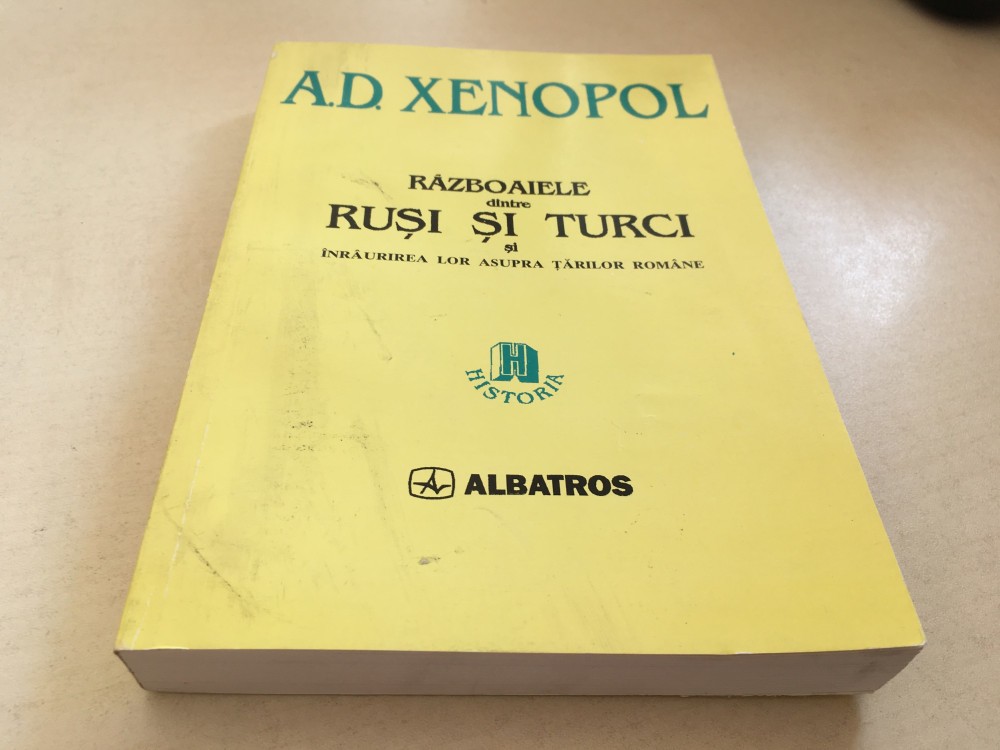 A.D. XENOPOL
RĂZBOAIELE
dintre
RUȘI ȘI TURCI
și
ÎNRÂURIREA LOR ASUPRA ȚĂRILOR ROMÂNE
H
HISTORIA
ALBATROS